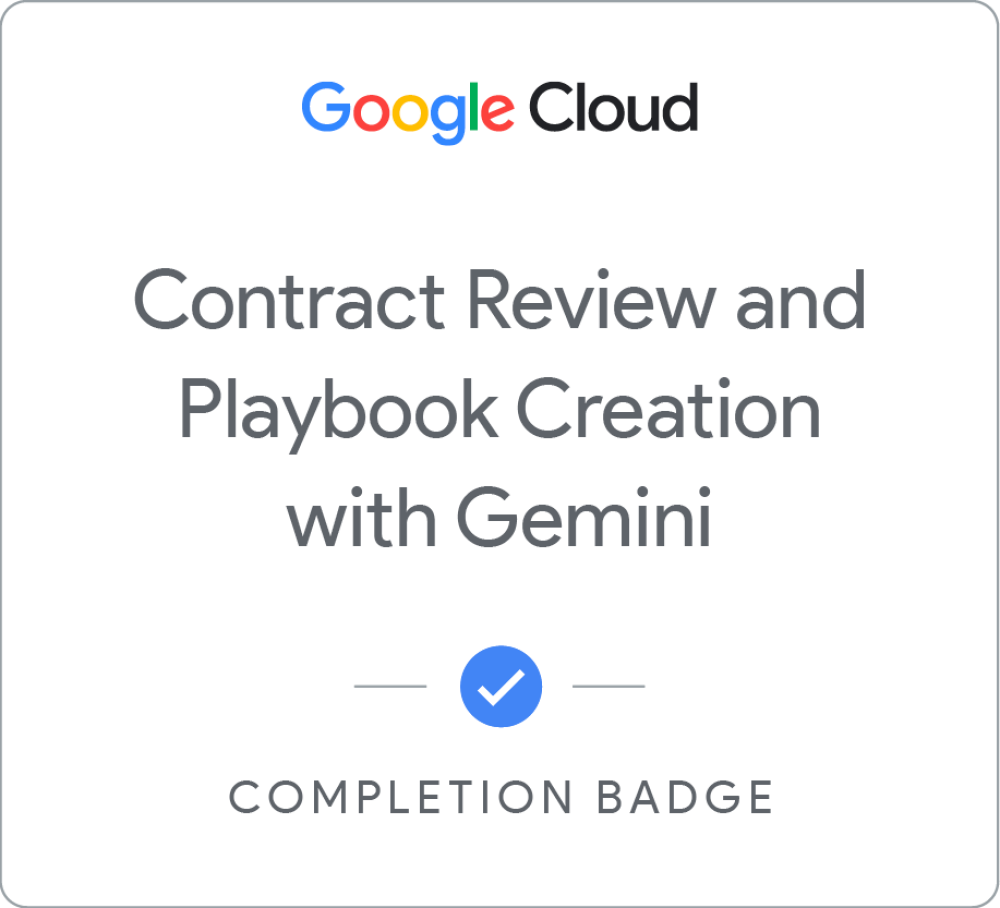 Google Cloud
Contract Review and
Playbook Creation
with Gemini
COMPLETION BADGE